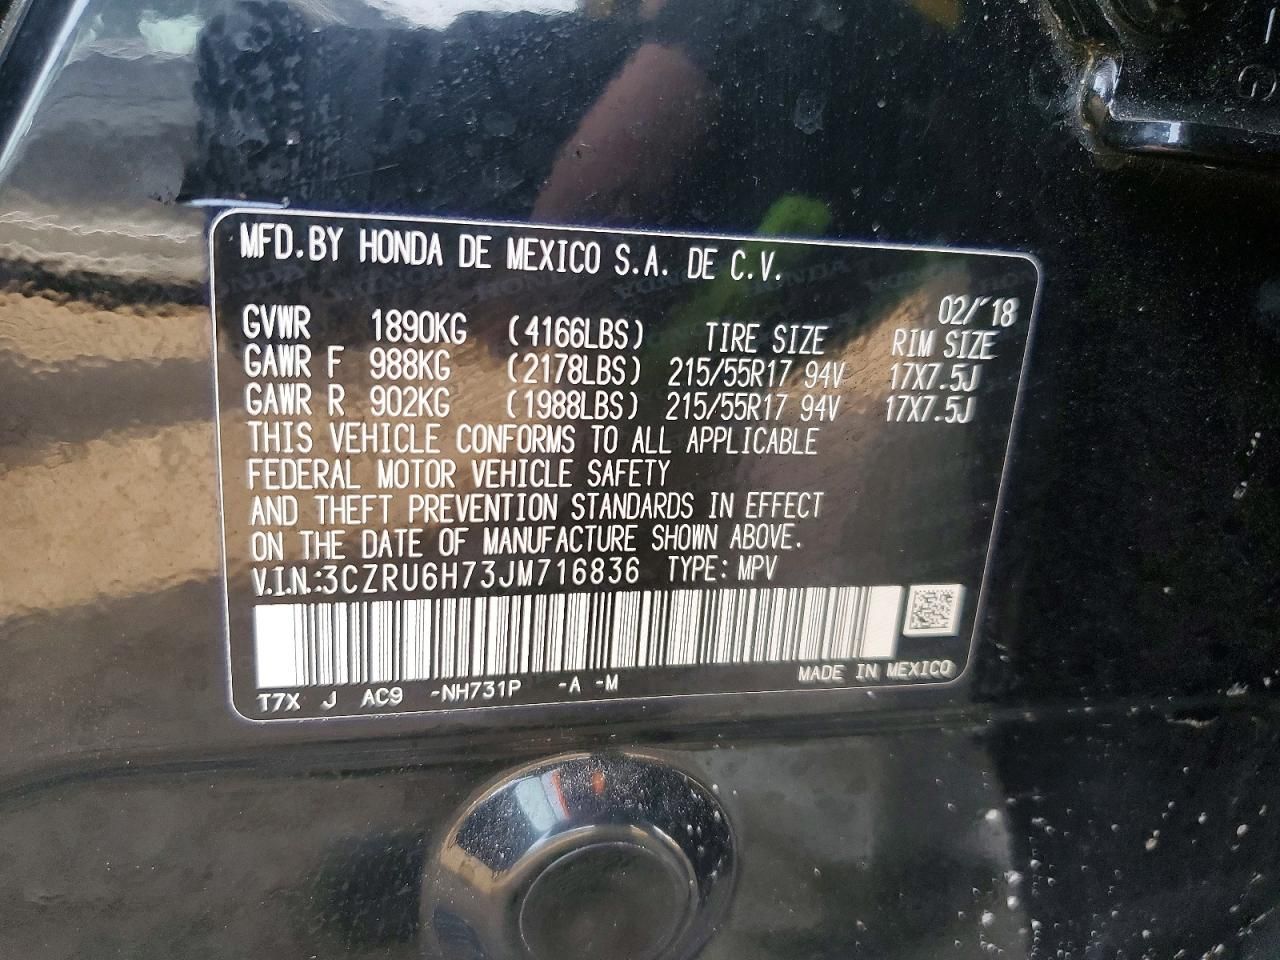 MFD.BY HONDA DE MEXICO S.A. DE C.V.
02/'18
GVWR 1890KG (4166LBS) TIRE SIZE RIM SIZE
GAWR F 988KG (2178LBS) 215/55R17 94V 17X7.5J
GAWR R 902KG (1988LBS) 215/55R17 94V 17X7.5J
THIS VEHICLE CONFORMS TO ALL APPLICABLE
FEDERAL MOTOR VEHICLE SAFETY
AND THEFT PREVENTION STANDARDS IN EFFECT
ON THE DATE OF MANUFACTURE SHOWN ABOVE.
V.I.N.:3CZRU6H73JM716836 TYPE: MPV
MADE IN MEXICO
T7X J AC9 -NH731P -A -M